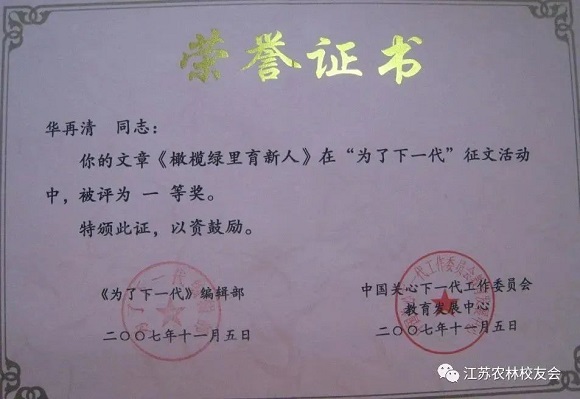 荣誉证书
华再清 同志：
你的文章《橄榄绿里育新人》在“为了下一代”征文活动
中，被评为 一 等奖。
特颁此证，以资鼓励。
《为了下一代》编辑部
二〇〇七年十一月五日
中国关心下一代工作委员会
教育发展中心
二〇〇七年十一月五日
江苏农林校友会